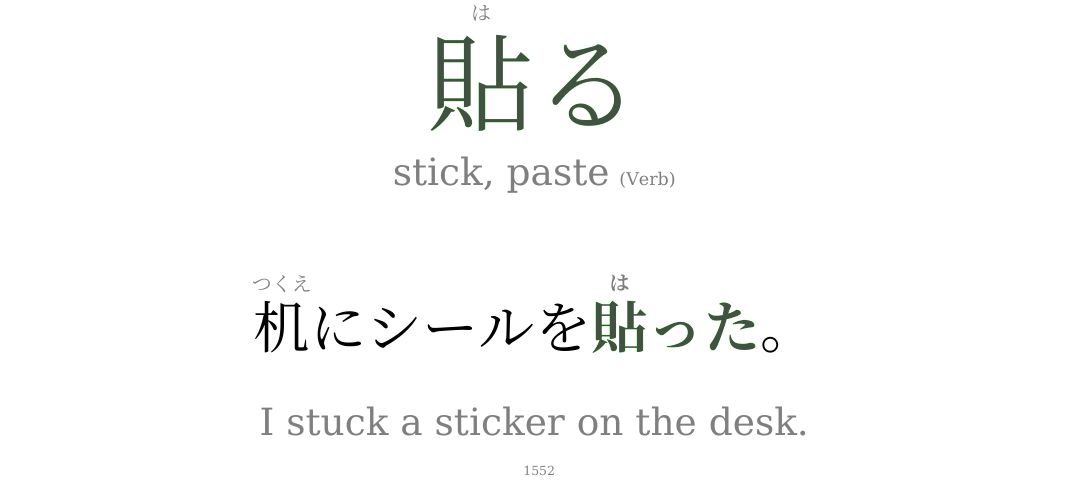 は
貼る
stick, paste (Verb)
つくえ は
机にシールを貼った。
I stuck a sticker on the desk.
1552